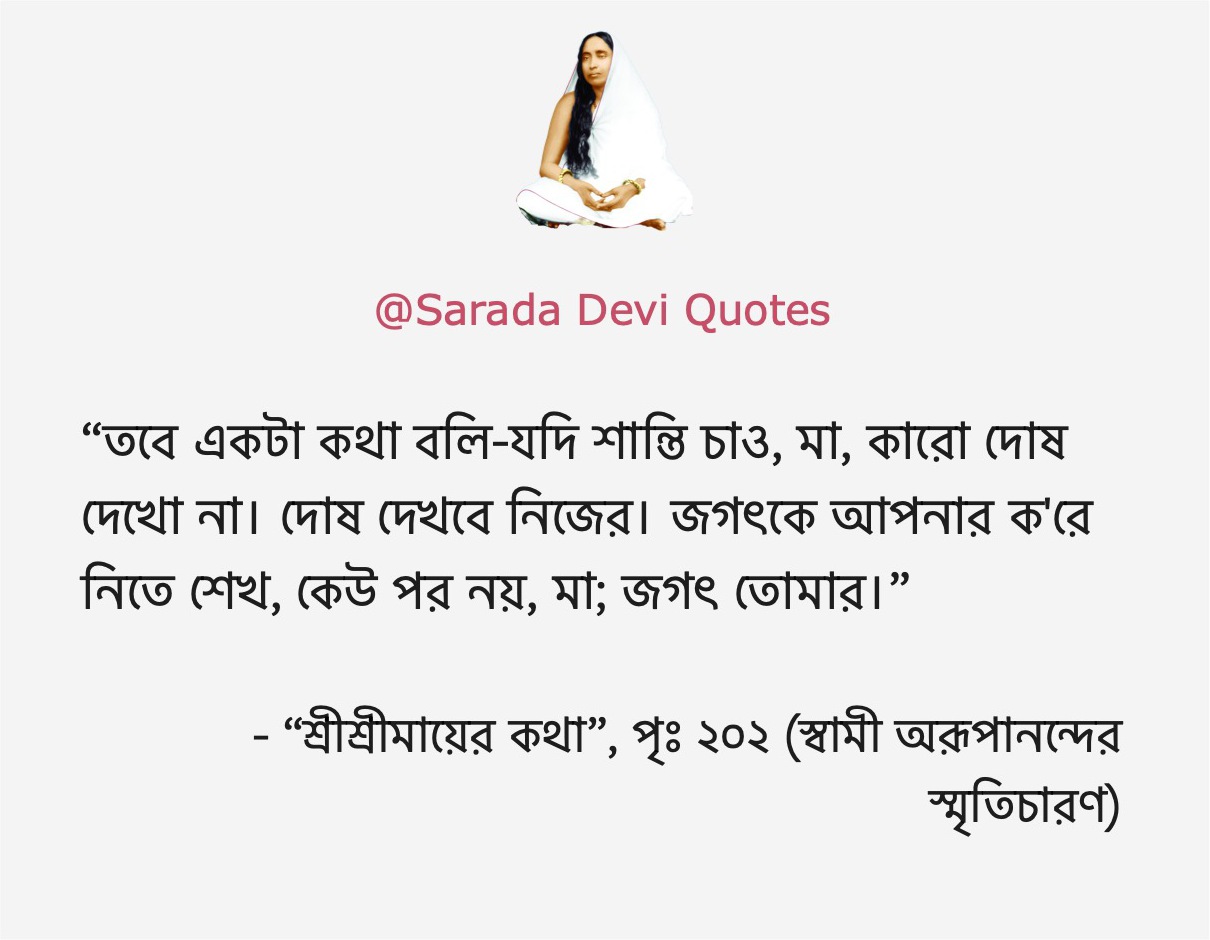 @Sarada Devi Quotes
“তবে একটা কথা বলি-যদি শান্তি চাও, মা, কারো দোষ
দেখো না। দোষ দেখবে নিজের। জগৎকে আপনার ক'রে
নিতে শেখ, কেউ পর নয়, মা; জগৎ তোমার।”
- “শ্রীশ্রীমায়ের কথা”, পৃঃ ২০২ (স্বামী অরূপানন্দের
স্মৃতিচারণ)